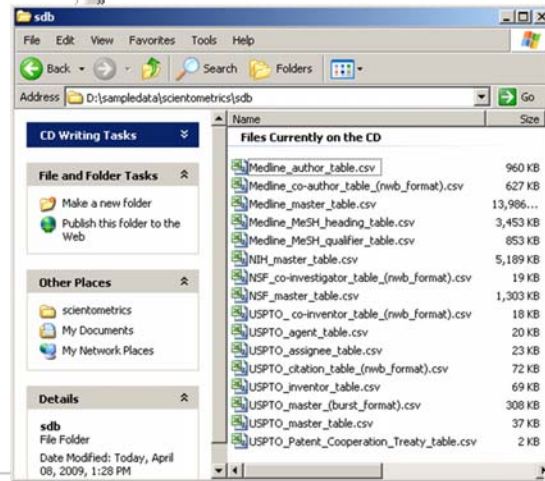 sdb
File Edit View Favorites Tools Help
Back Search Folders
Address D:\sampledata\scientometrics\sdb Go
CD Writing Tasks
File and Folder Tasks
Make a new folder
Publish this folder to the
Web
Other Places
scientometrics
My Documents
My Network Places
Details
sdb
File Folder
Date Modified: Today, April
08, 2009, 1:28 PM
Name Size
Files Currently on the CD
Medline_author_table.csv 960 KB
Medline_co-author_table_(nwb_format).csv 627 KB
Medline_master_table.csv 13,986...
Medline_MeSH_heading_table.csv 3,453 KB
Medline_MeSH_qualifier_table.csv 853 KB
NIH_master_table.csv 5,189 KB
NSF_co-investigator_table_(nwb_format).csv 19 KB
NSF_master_table.csv 1,303 KB
USPTO_ co-inventor_table_(nwb_format).csv 18 KB
USPTO_agent_table.csv 20 KB
USPTO_assignee_table.csv 23 KB
USPTO_citation_table_(nwb_format).csv 72 KB
USPTO_inventor_table.csv 69 KB
USPTO_master_(burst_format).csv 308 KB
USPTO_master_table.csv 37 KB
USPTO_Patent_Cooperation_Treaty_table.csv 2 KB